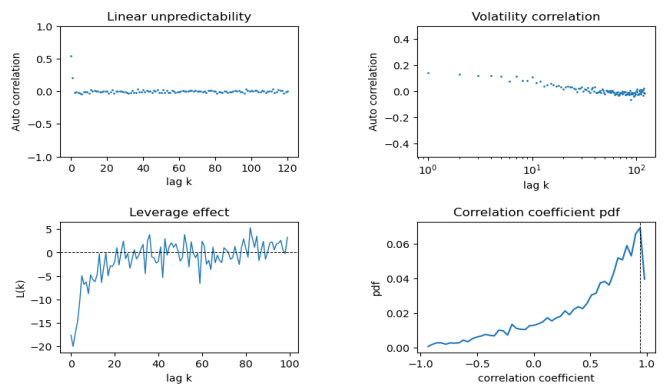 Linear unpredictability
Auto correlation
1.0
0.5
0.0
−0.5
−1.0
0 20 40 60 80 100 120
lag k
Volatility correlation
Auto correlation
0.4
0.2
0.0
−0.2
−0.4
10⁰ 10¹ 10²
lag k
Leverage effect
L(k)
5
0
−5
−10
−15
−20
0 20 40 60 80 100
lag k
Correlation coefficient pdf
pdf
0.06
0.04
0.02
0.00
−1.0 −0.5 0.0 0.5 1.0
correlation coefficient